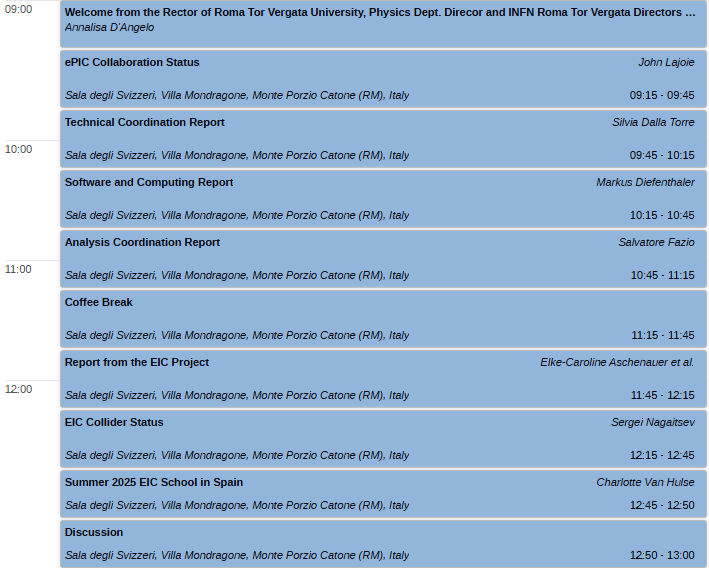 09:00
Welcome from the Rector of Roma Tor Vergata University, Physics Dept. Direcor and INFN Roma Tor Vergata Directors ...
Annalisa D'Angelo
ePIC Collaboration Status John Lajoie
Sala degli Svizzeri, Villa Mondragone, Monte Porzio Catone (RM), Italy 09:15 - 09:45
Technical Coordination Report Silvia Dalla Torre
10:00
Sala degli Svizzeri, Villa Mondragone, Monte Porzio Catone (RM), Italy 09:45 - 10:15
Software and Computing Report Markus Diefenthaler
Sala degli Svizzeri, Villa Mondragone, Monte Porzio Catone (RM), Italy 10:15 - 10:45
Analysis Coordination Report Salvatore Fazio
11:00
Sala degli Svizzeri, Villa Mondragone, Monte Porzio Catone (RM), Italy 10:45 - 11:15
Coffee Break
Sala degli Svizzeri, Villa Mondragone, Monte Porzio Catone (RM), Italy 11:15 - 11:45
Report from the EIC Project Elke-Caroline Aschenauer et al.
12:00
Sala degli Svizzeri, Villa Mondragone, Monte Porzio Catone (RM), Italy 11:45 - 12:15
EIC Collider Status Sergei Nagaitsev
Sala degli Svizzeri, Villa Mondragone, Monte Porzio Catone (RM), Italy 12:15 - 12:45
Summer 2025 EIC School in Spain Charlotte Van Hulse
Sala degli Svizzeri, Villa Mondragone, Monte Porzio Catone (RM), Italy 12:45 - 12:50
Discussion
Sala degli Svizzeri, Villa Mondragone, Monte Porzio Catone (RM), Italy 12:50 - 13:00